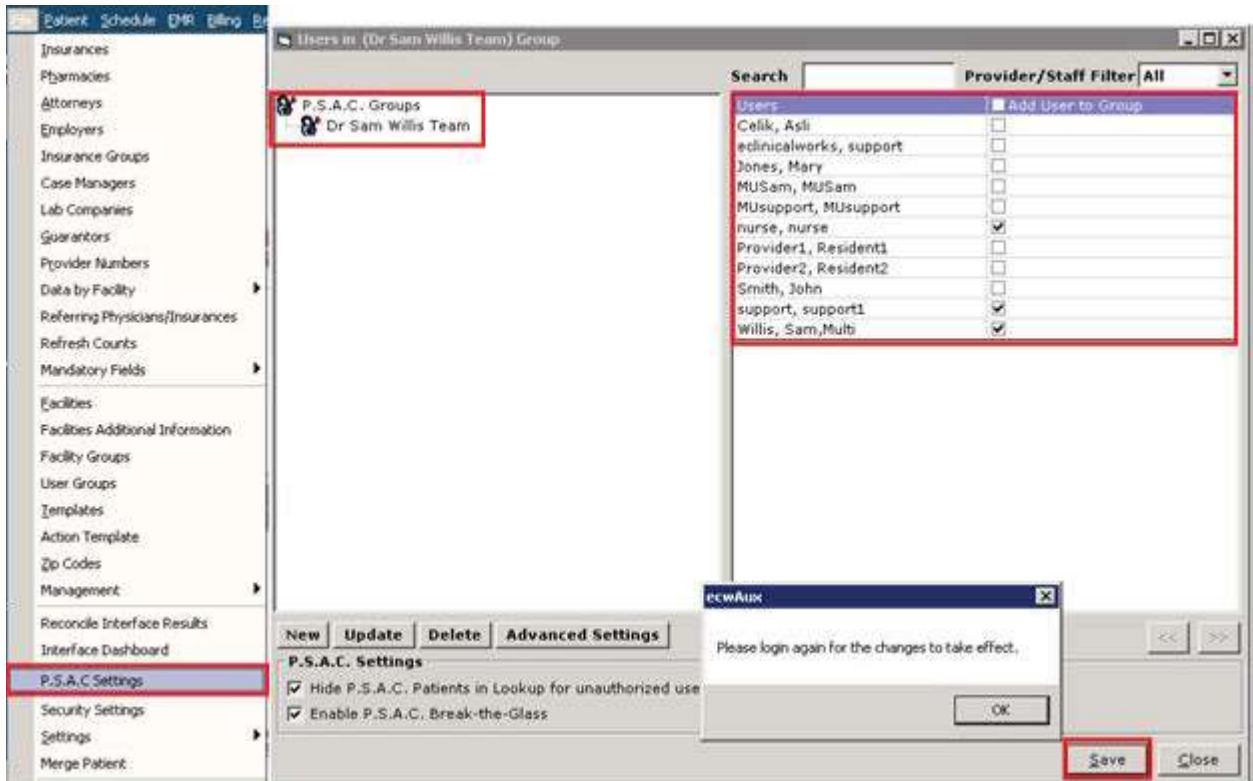 Patient Schedule EMR Billing
Insurances
Pharmacies
Attorneys
Employers
Insurance Groups
Case Managers
Lab Companies
Guarantors
Provider Numbers
Data by Facility
Referring Physicians/Insurances
Refresh Counts
Mandatory Fields
Facilities
Facilities Additional Information
Facility Groups
User Groups
Templates
Action Template
Zip Codes
Management
Reconcile Interface Results
Interface Dashboard
P.S.A.C Settings
Security Settings
Settings
Merge Patient
Users in (Dr Sam Willis Team) Group
Search Provider/Staff Filter All
P.S.A.C. Groups
Dr Sam Willis Team
Users Add User to Group
Celik, Asli
eclinicalworks, support
Jones, Mary
MUSam, MUSam
MUsupport, MUsupport
nurse, nurse
Provider1, Resident1
Provider2, Resident2
Smith, John
support, support1
Willis, Sam,Multi
New Update Delete Advanced Settings
<< >>
P.S.A.C. Settings
Hide P.S.A.C. Patients in Lookup for unauthorized use
Enable P.S.A.C. Break-the-Glass
ecwAux
Please login again for the changes to take effect.
OK
Save Close